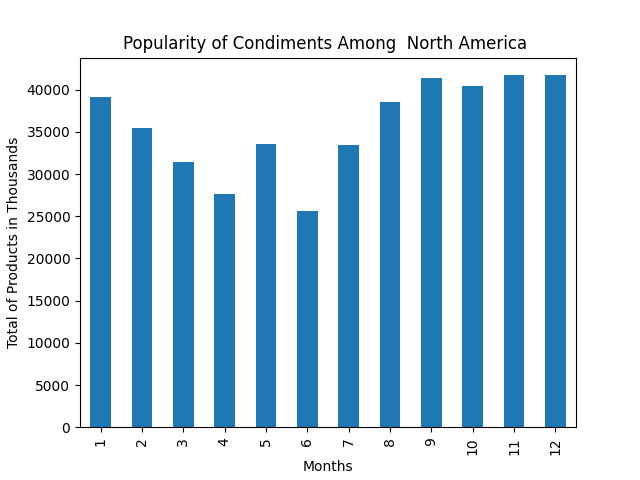 Popularity of Condiments Among  North America
Total of Products in Thousands
40000
35000
30000
25000
20000
15000
10000
5000
0
1 2 3 4 5 6 7 8 9 10 11 12
Months